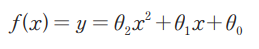 f(x) = y = θ₂x² + θ₁x + θ₀